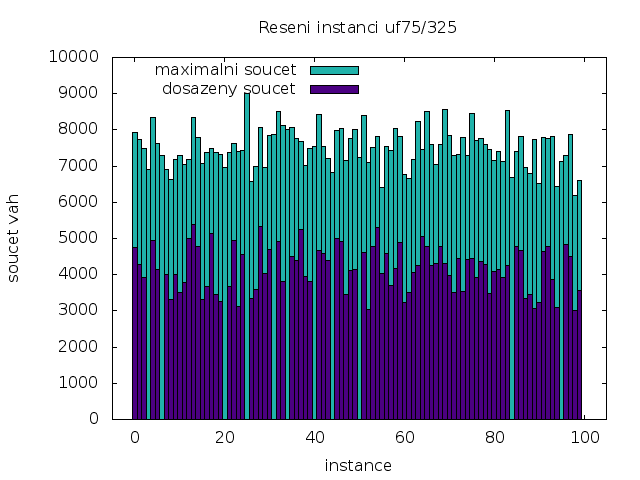 Reseni instanci uf75/325
10000
9000
8000
7000
6000
5000
4000
3000
2000
1000
0
maximalni soucet
dosazeny soucet
soucet vah
0 20 40 60 80 100
instance